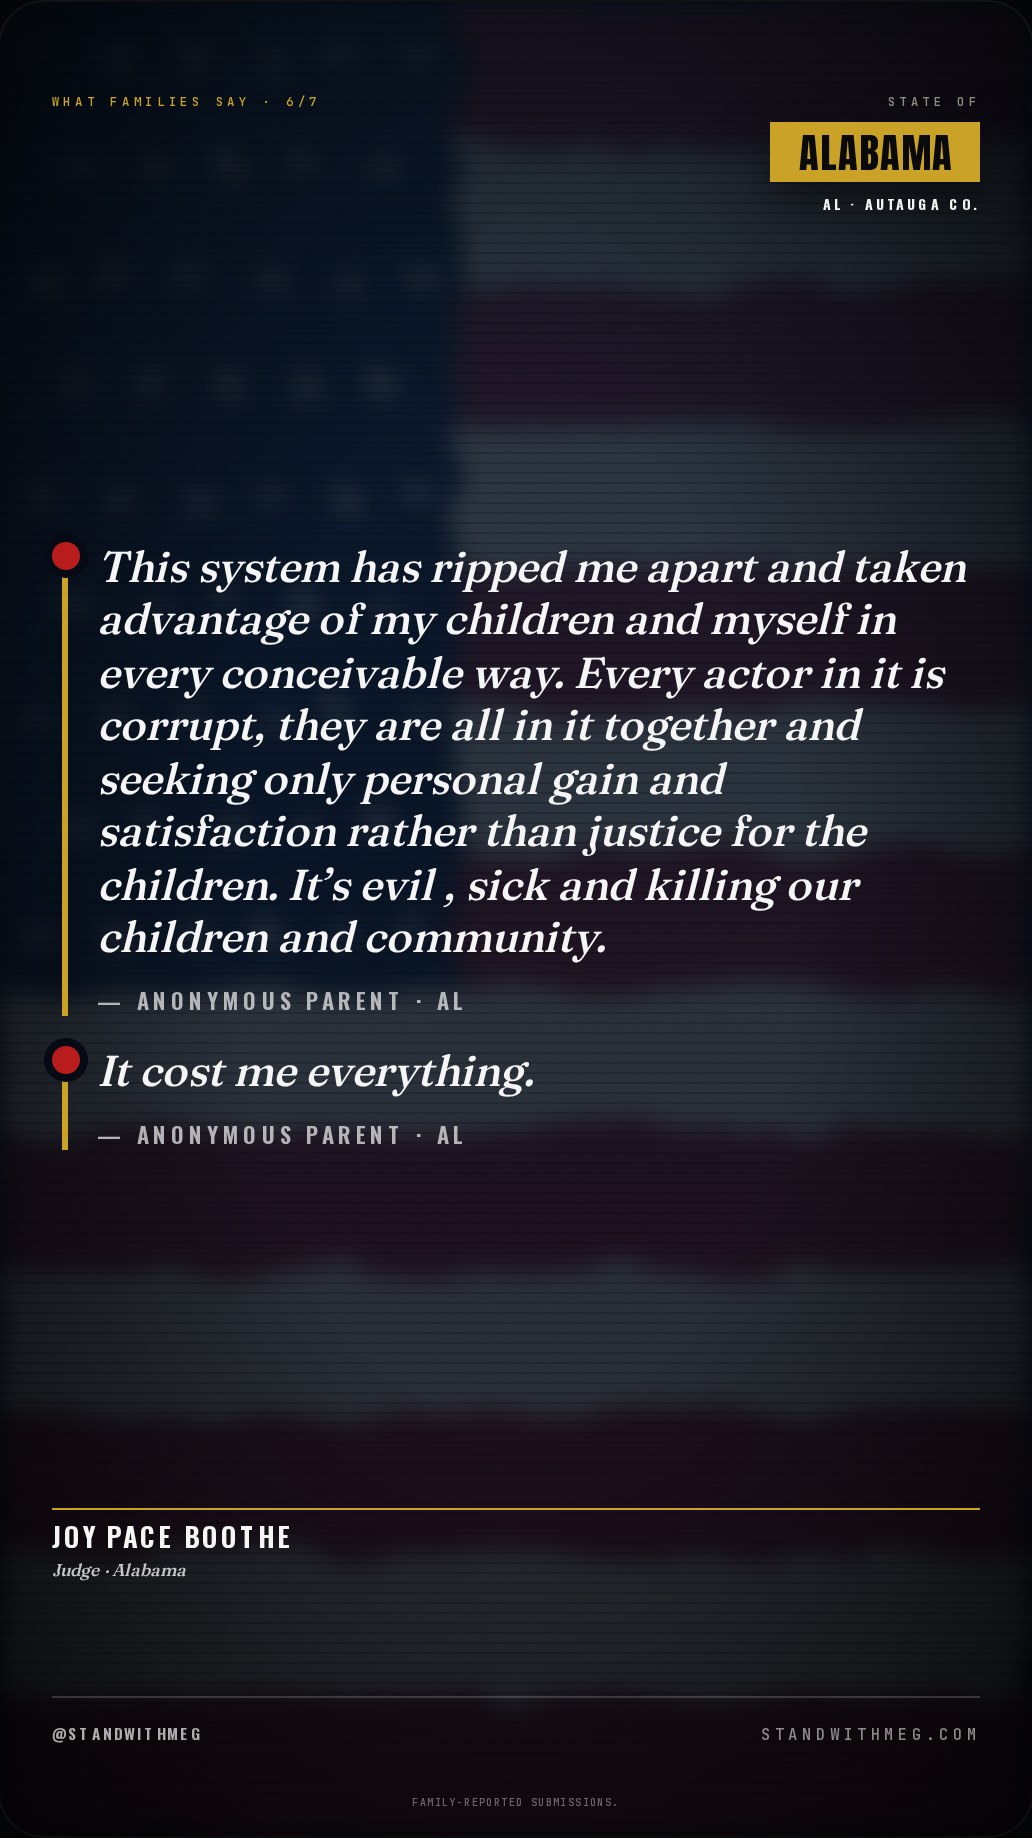 WHAT FAMILIES SAY · 6/7
STATE OF
ALABAMA
AL · AUTAUGA CO.
This system has ripped me apart and taken
advantage of my children and myself in
every conceivable way. Every actor in it is
corrupt, they are all in it together and
seeking only personal gain and
satisfaction rather than justice for the
children. It’s evil , sick and killing our
children and community.
— ANONYMOUS PARENT · AL
It cost me everything.
— ANONYMOUS PARENT · AL
JOY PACE BOOTHE
Judge · Alabama
@STANDWITHMEG
STANDWITHMEG.COM
FAMILY-REPORTED SUBMISSIONS.